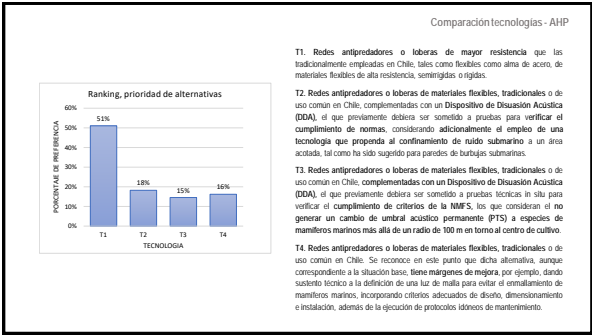 Comparación tecnologías - AHP
Ranking, prioridad de alternativas
PORCENTAJE DE PREFERENCIA
60%
50%
40%
30%
20%
10%
0%
51%
18%
15%
16%
T1 T2 T3 T4
TECNOLOGIA
T1. Redes antipredadores o loberas de mayor resistencia que las
tradicionalmente empleadas en Chile, tales como flexibles como alma de acero, de
materiales flexibles de alta resistencia, semirrígidas o rígidas.
T2. Redes antipredadores o loberas de materiales flexibles, tradicionales o de
uso común en Chile, complementadas con un Dispositivo de Disuasión Acústica
(DDA), el que previamente debiera ser sometido a pruebas para verificar el
cumplimiento de normas, considerando adicionalmente el empleo de una
tecnología que propenda al confinamiento de ruido submarino a un área
acotada, tal como ha sido sugerido para paredes de burbujas submarinas.
T3. Redes antipredadores o loberas de materiales flexibles, tradicionales o de
uso común en Chile, complementadas con un Dispositivo de Disuasión Acústica
(DDA), el que previamente debiera ser sometido a pruebas técnicas in situ para
verificar el cumplimiento de criterios de la NMFS, los que consideran el no
generar un cambio de umbral acústico permanente (PTS) a especies de
mamíferos marinos más allá de un radio de 100 m en torno al centro de cultivo.
T4. Redes antipredadores o loberas de materiales flexibles, tradicionales o de
uso común en Chile. Se reconoce en este punto que dicha alternativa, aunque
correspondiente a la situación base, tiene márgenes de mejora, por ejemplo, dando
sustento técnico a la definición de una luz de malla para evitar el enmallamiento de
mamíferos marinos, incorporando criterios adecuados de diseño, dimensionamiento
e instalación, además de la ejecución de protocolos idóneos de mantenimiento.